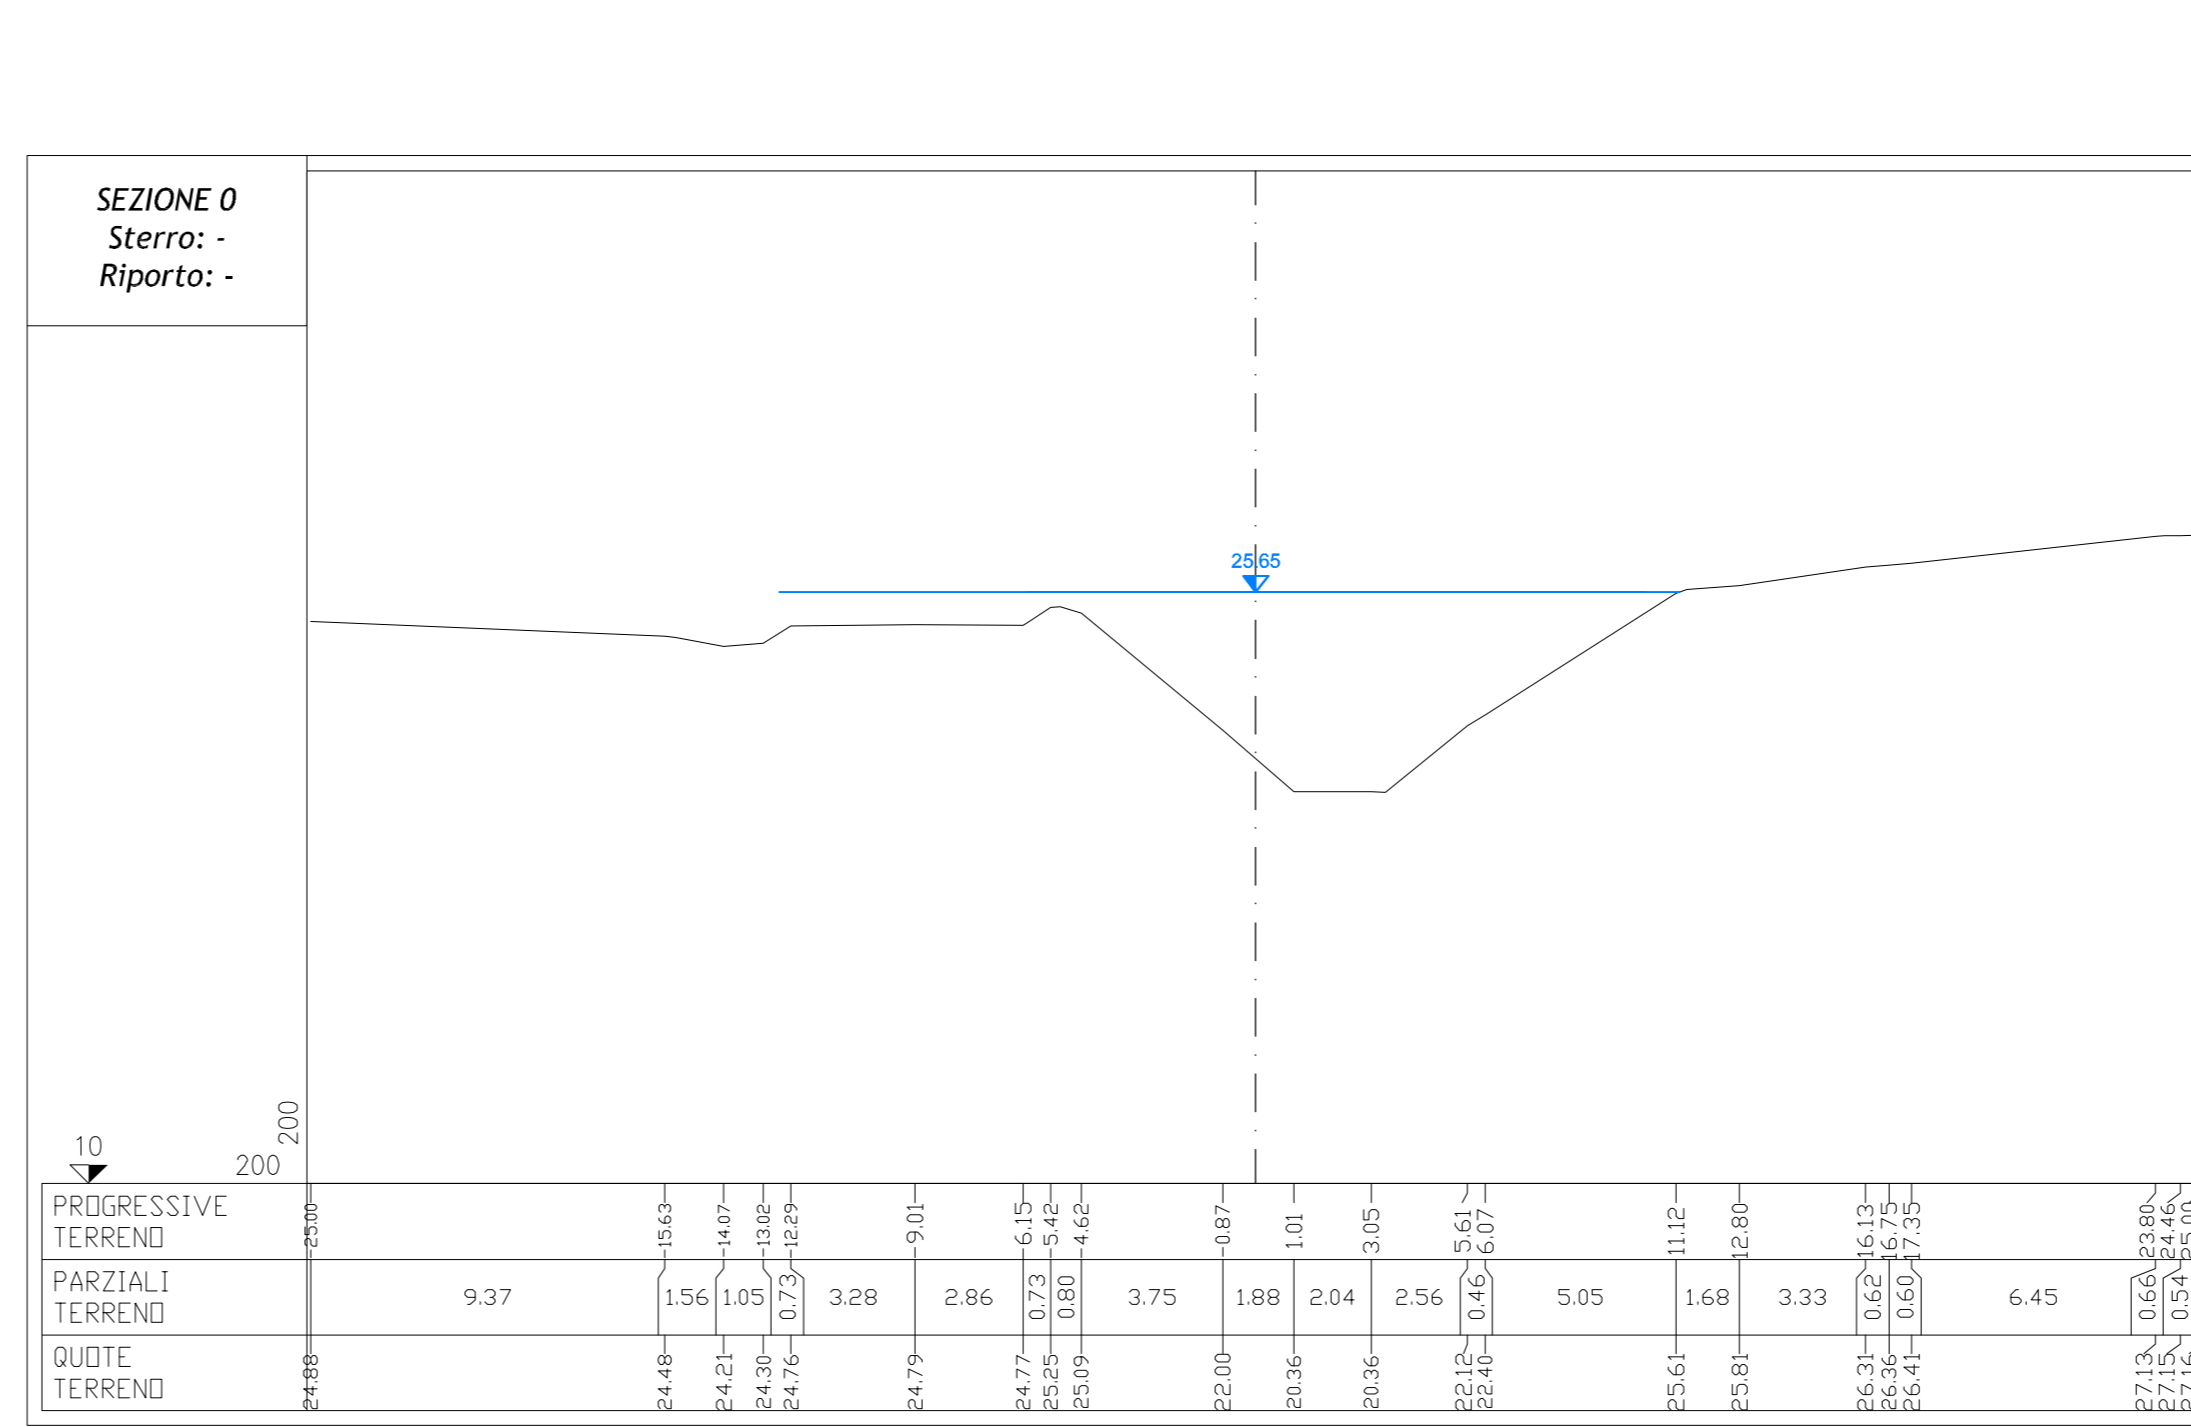 SEZIONE 0
Sterro: -
Riporto: -
25.65
200
10
200
PROGRESSIVE
TERRENO
-25.00 -15.63 -14.07 -13.02 -12.29 -9.01 -6.15 -5.42 -4.62 -0.87 1.01 3.05 5.61 6.07 11.12 12.80 16.13 16.75 17.35 23.80 24.46 25.00
PARZIALI
TERRENO
9.37 1.56 1.05 0.73 3.28 2.86 0.73 0.80 3.75 1.88 2.04 2.56 0.46 5.05 1.68 3.33 0.62 0.60 6.45 0.66 0.54
QUOTE
TERRENO
24.88 24.48 24.21 24.30 24.76 24.79 24.77 25.25 25.09 22.00 20.36 20.36 22.12 22.40 25.61 25.81 26.31 26.36 26.41 27.13 27.15 27.16